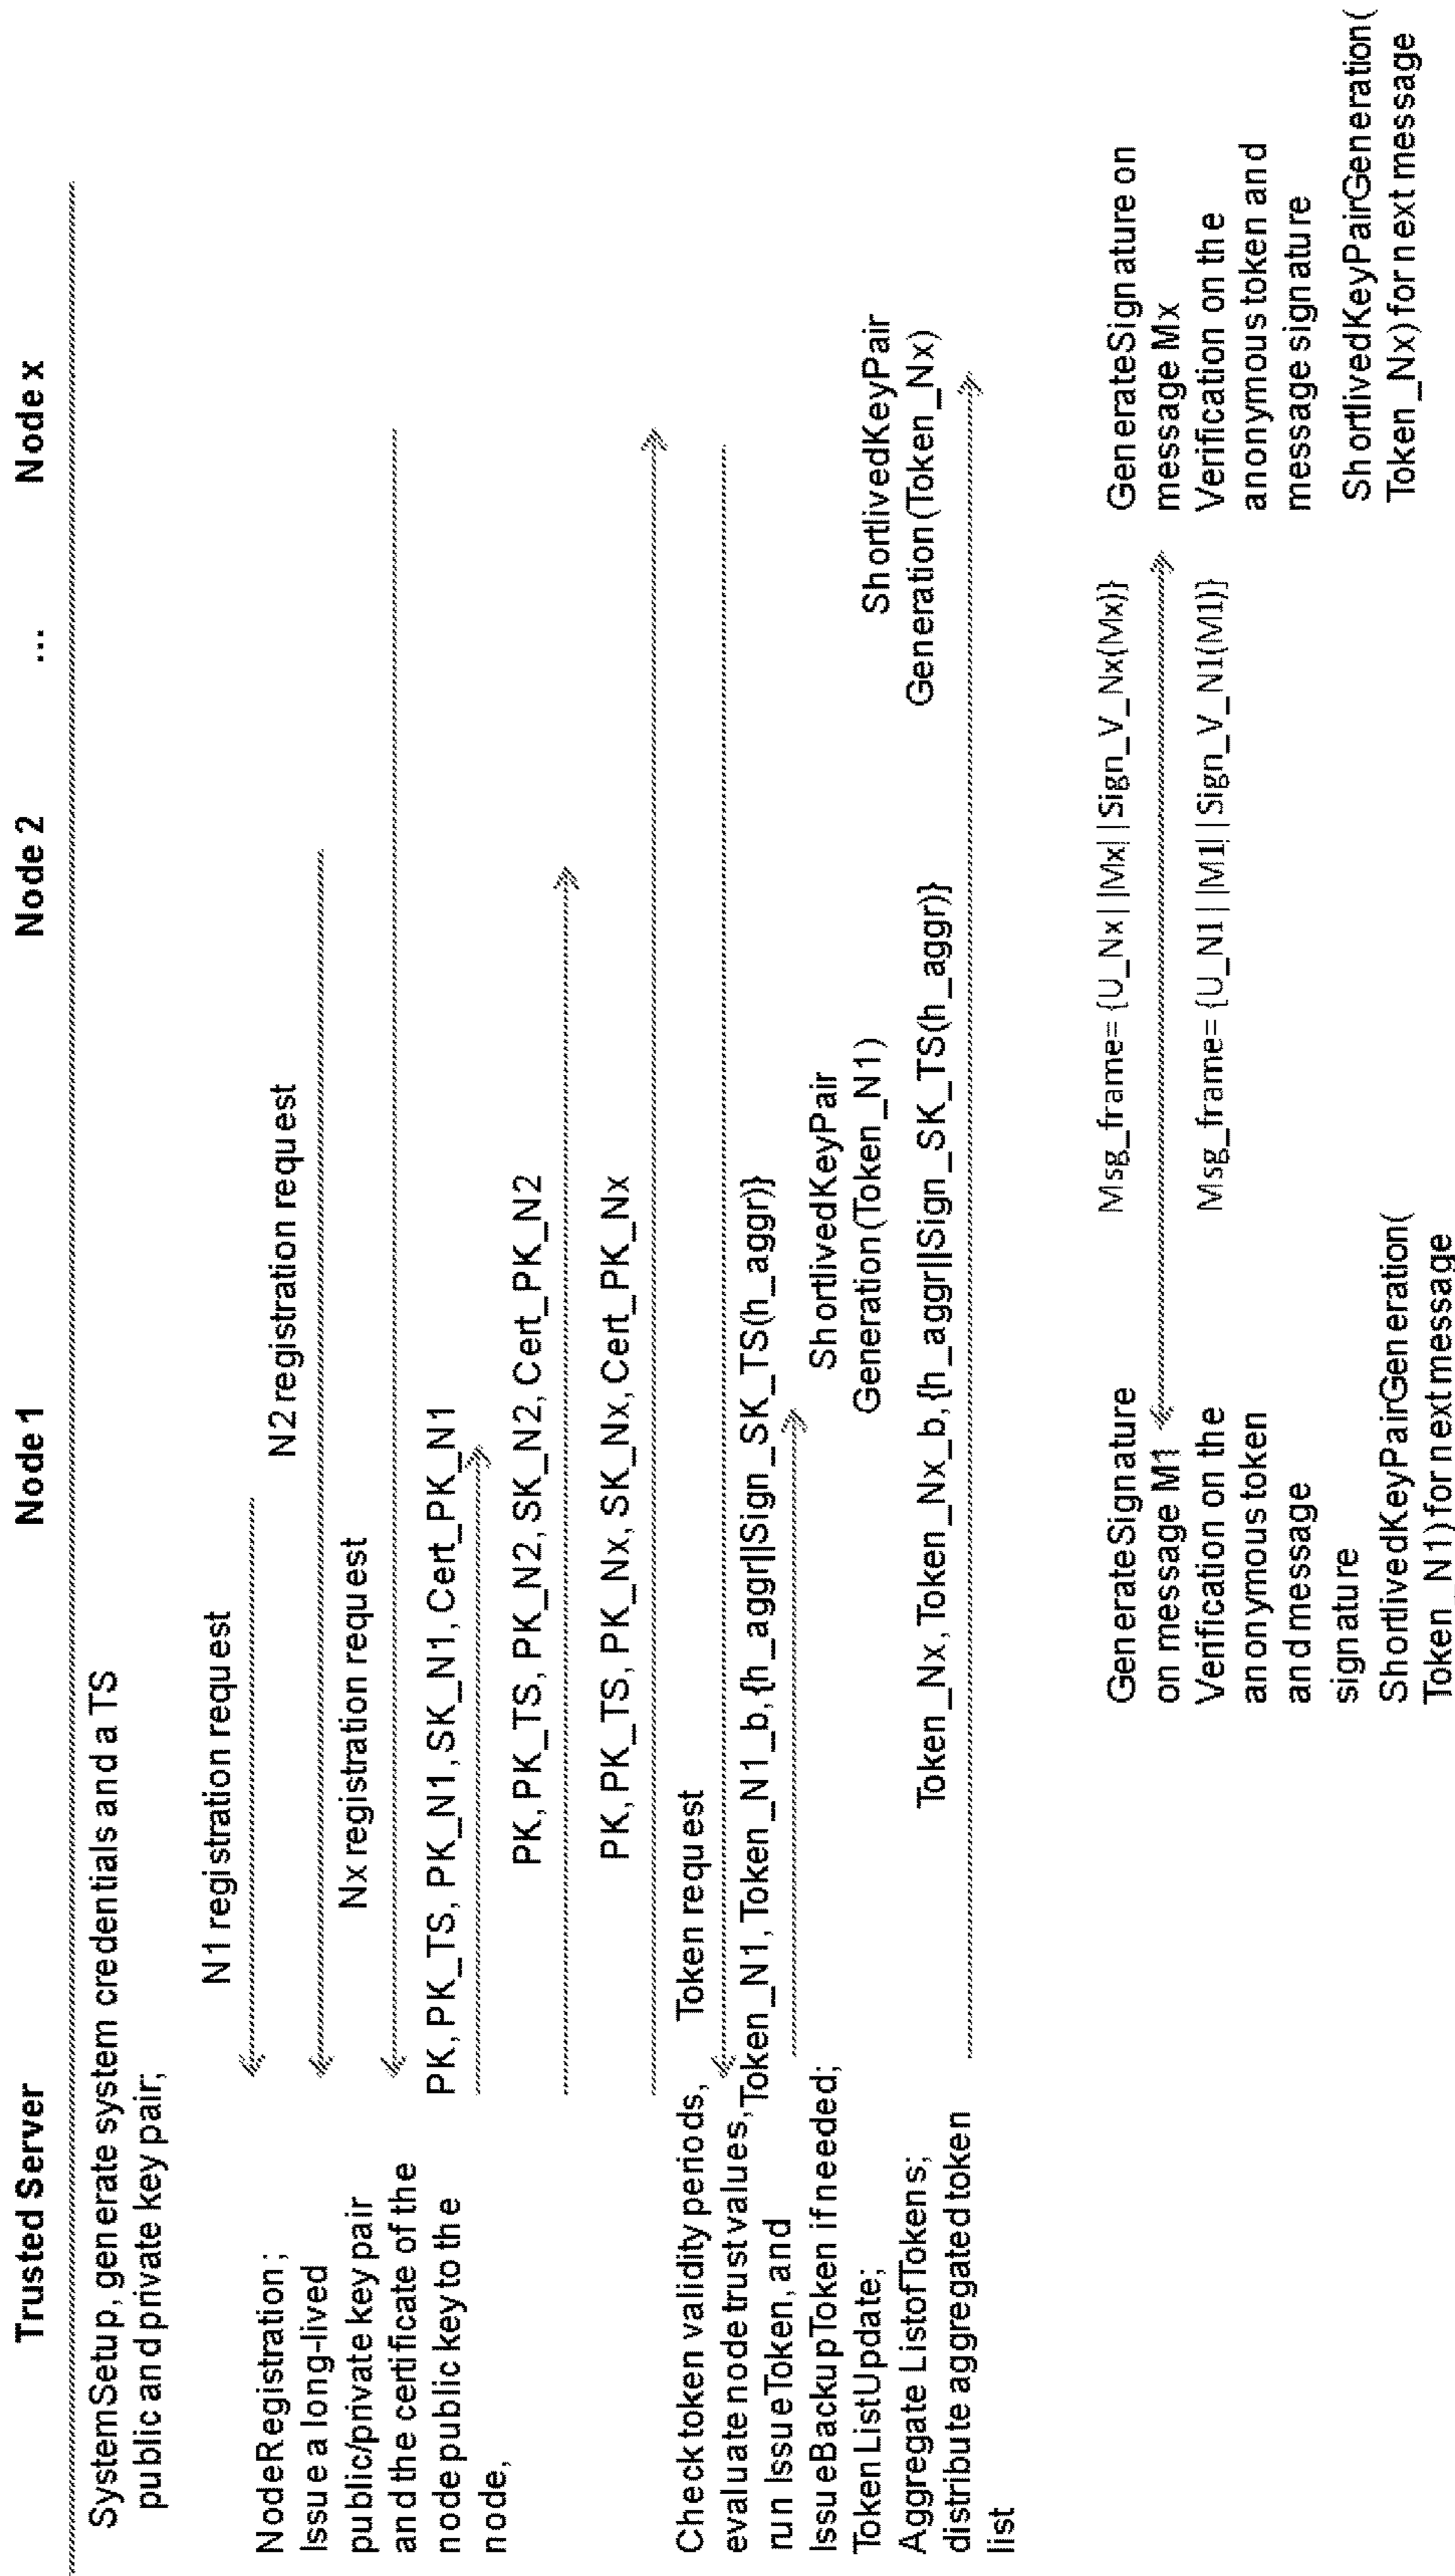 Trusted Server
Node 1
Node 2
...
Node x
SystemSetup, generate system credentials and a TS
public and private key pair;
N1 registration request
N2 registration request
Nx registration request
NodeRegistration;
Issue a long-lived
public/private key pair
and the certificate of the
node public key to the
node,
PK, PK_TS, PK_N1, SK_N1, Cert_PK_N1
PK, PK_TS, PK_N2, SK_N2, Cert_PK_N2
PK, PK_TS, PK_Nx, SK_Nx, Cert_PK_Nx
Token request
Check token validity periods,
evaluate node trust values,
run IssueToken, and
IssueBackupToken if needed;
TokenListUpdate;
Aggregate ListofTokens;
distribute aggregated token
list
Token_N1, Token_N1_b, {h_aggr||Sign_SK_TS(h_aggr)}
ShortlivedKeyPair
Generation(Token_N1)
ShortlivedKeyPair
Generation(Token_Nx)
Token_Nx, Token_Nx_b, {h_aggr||Sign_SK_TS(h_aggr)}
GenerateSignature
on message M1
Verification on the
anonymous token
and message
signature
ShortlivedKeyPairGeneration(
Token_N1) for next message
Msg_frame= {U_Nx||Mx||Sign_V_Nx(Mx)}
Msg_frame= {U_N1||M1||Sign_V_N1(M1)}
GenerateSignature on
message Mx
Verification on the
anonymous token and
message signature
ShortlivedKeyPairGeneration(
Token_Nx) for next message